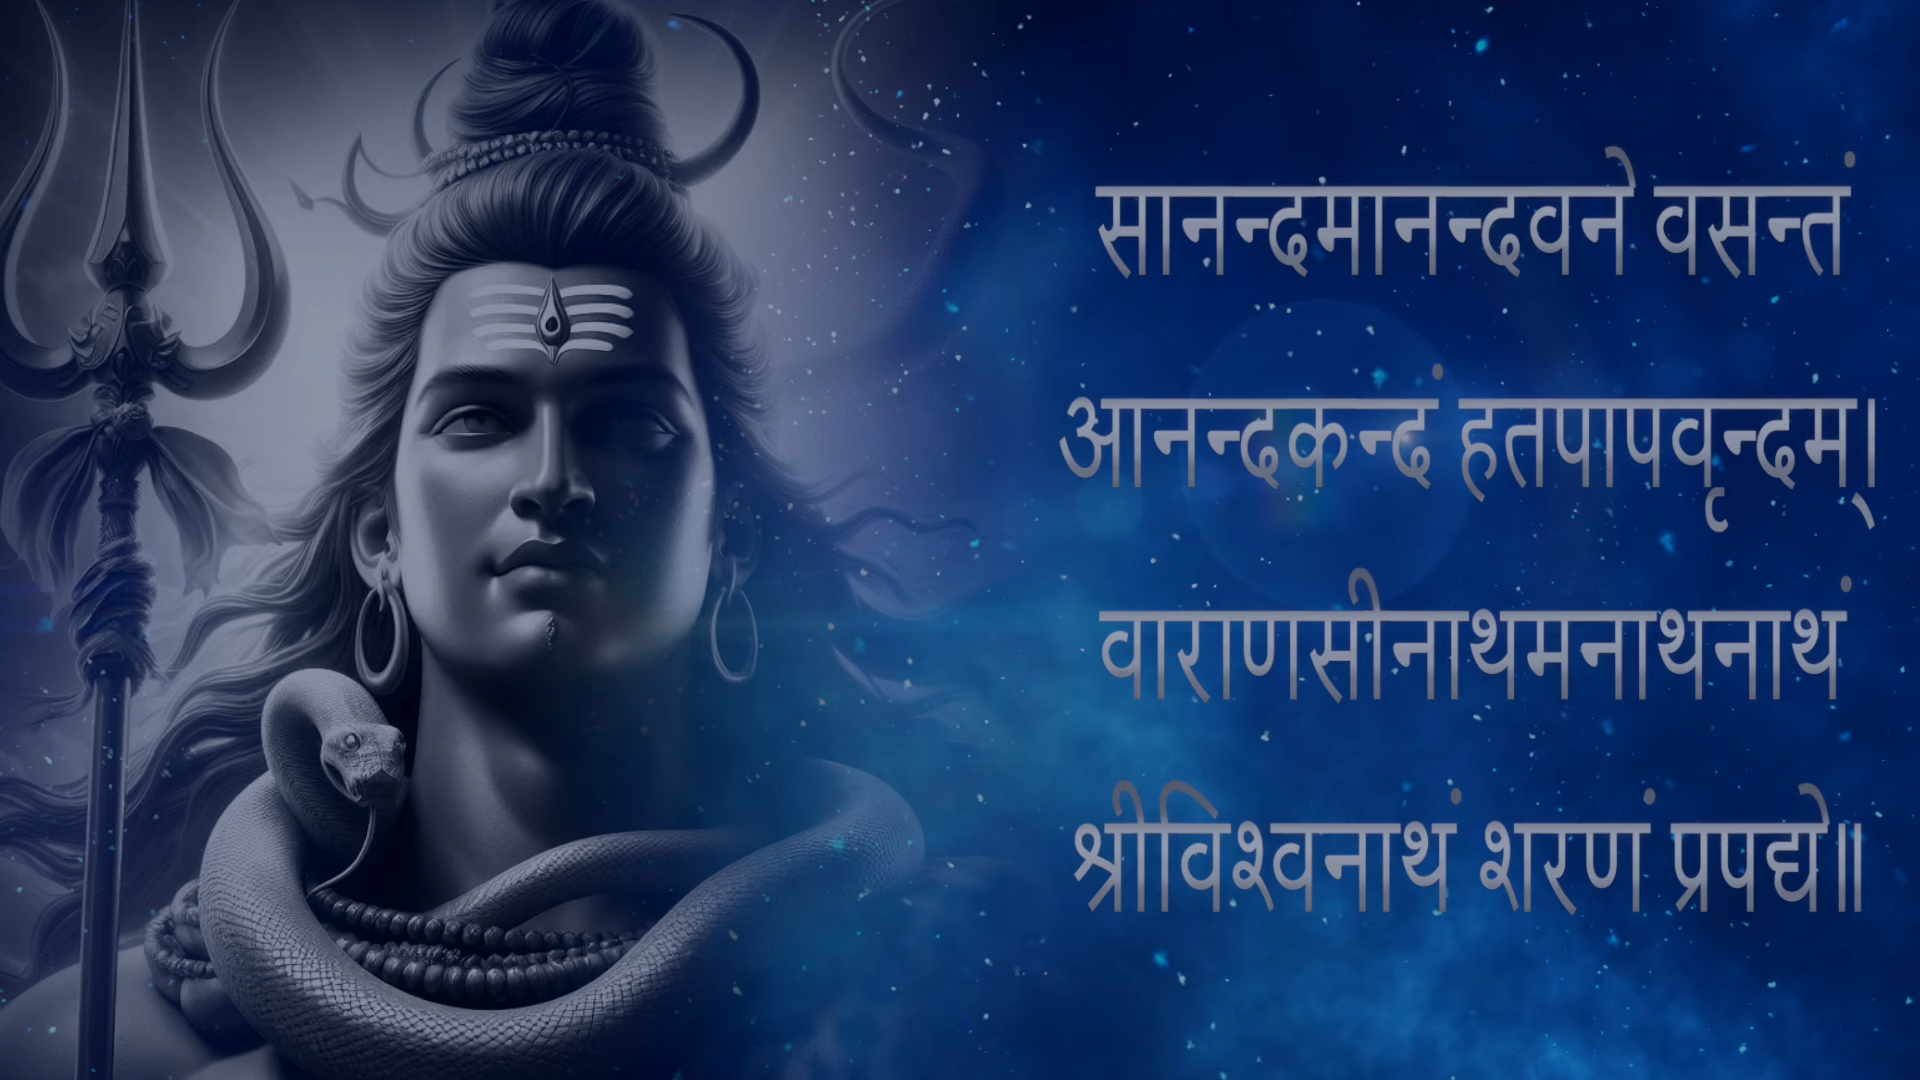 सानन्दमानन्दवने वसन्तं
आनन्दकन्दं हतपापवृन्दम्।
वाराणसीनाथमनाथनाथं
श्रीविश्वनाथं शरणं प्रपद्ये॥